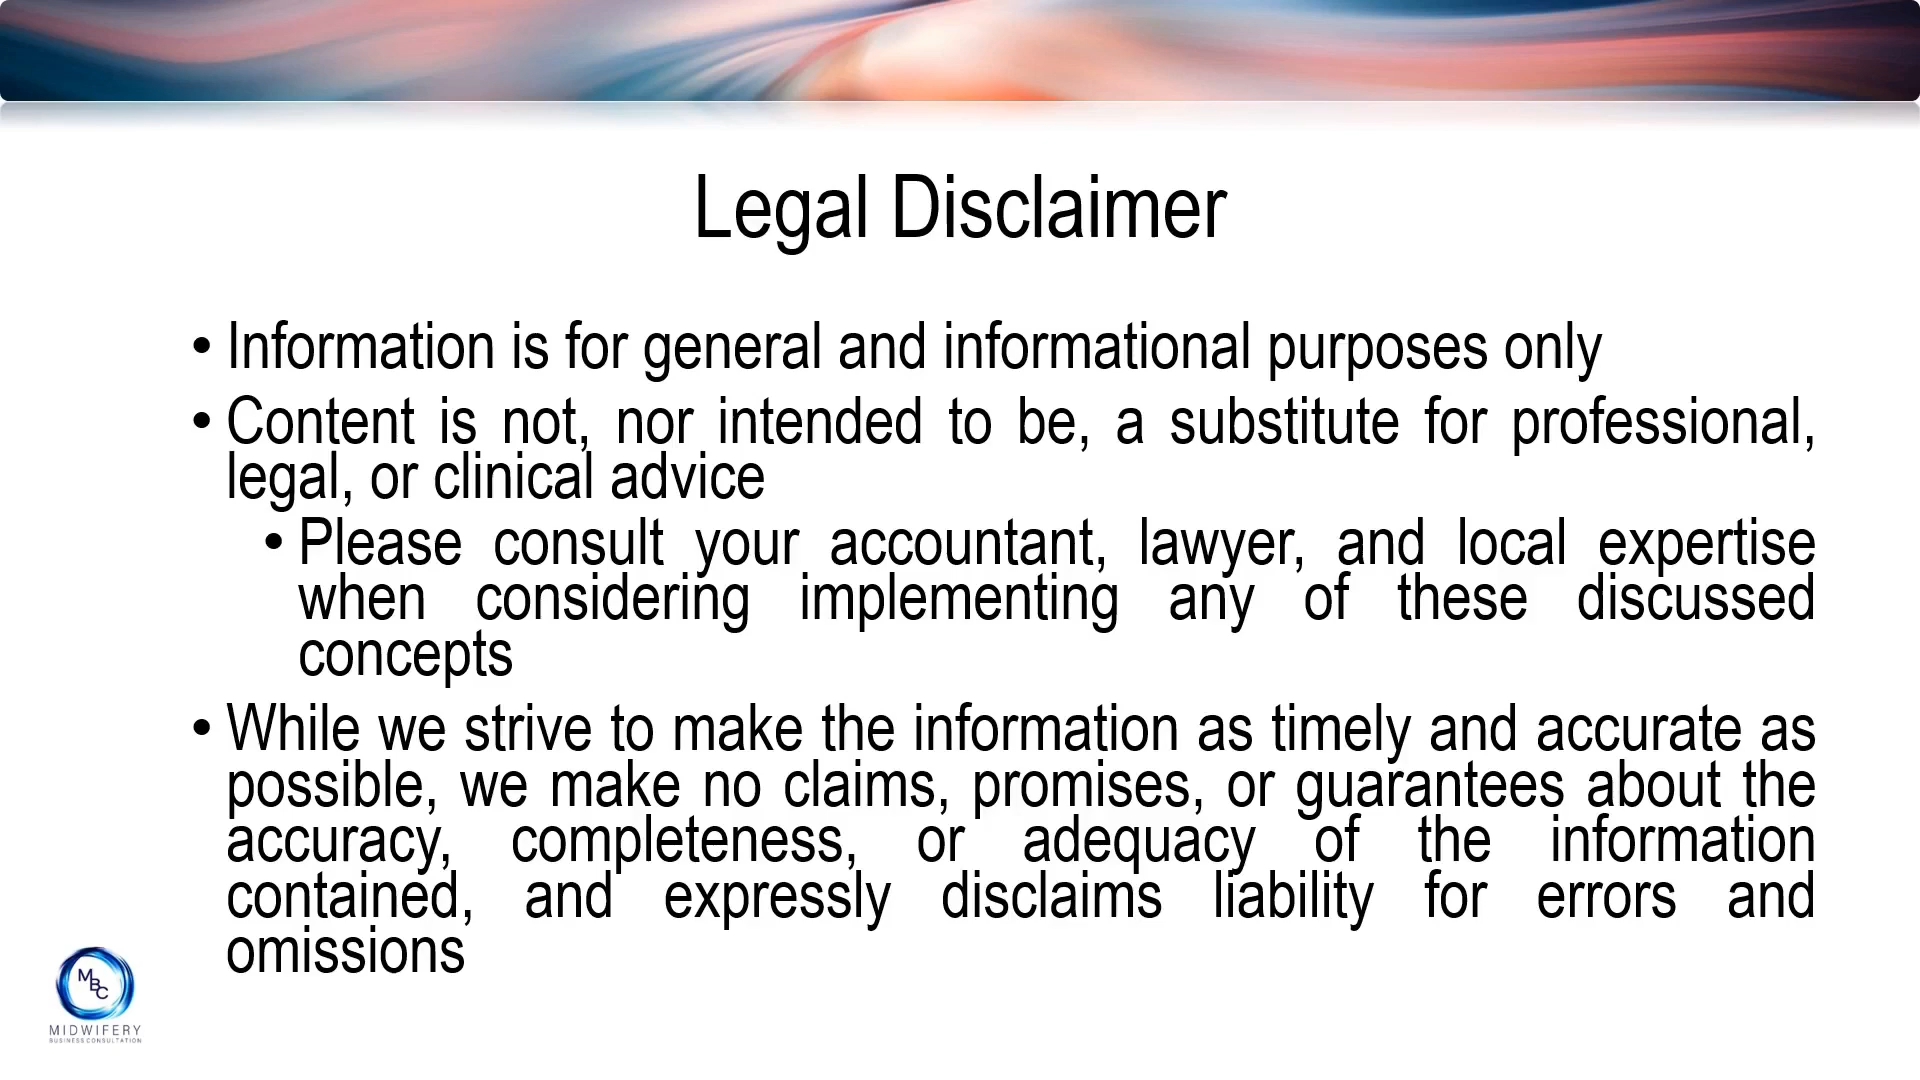 Legal Disclaimer
• Information is for general and informational purposes only
• Content is not, nor intended to be, a substitute for professional,
legal, or clinical advice
• Please consult your accountant, lawyer, and local expertise
when considering implementing any of these discussed
concepts
• While we strive to make the information as timely and accurate as
possible, we make no claims, promises, or guarantees about the
accuracy, completeness, or adequacy of the information
contained, and expressly disclaims liability for errors and
omissions
MBC
MIDWIFERY
BUSINESS CONSULTATION